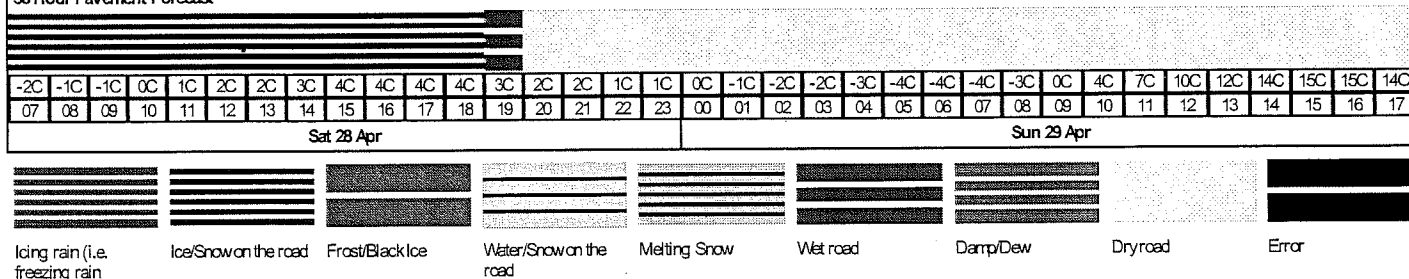 Hour Pavement Forecast
-2C -1C -1C 0C 1C 2C 2C 3C 4C 4C 4C 4C 3C 2C 2C 1C 1C 0C -1C -2C -2C -3C -4C -4C -4C -3C 0C 4C 7C 10C 12C 14C 15C 15C 14C
07 08 09 10 11 12 13 14 15 16 17 18 19 20 21 22 23 00 01 02 03 04 05 06 07 08 09 10 11 12 13 14 15 16 17
Sat 28 Apr Sun 29 Apr
Icing rain (i.e. Ice/Snow on the road Frost/Black Ice Water/Snow on the Melting Snow Wet road Damp/Dew Dry road Error
freezing rain road